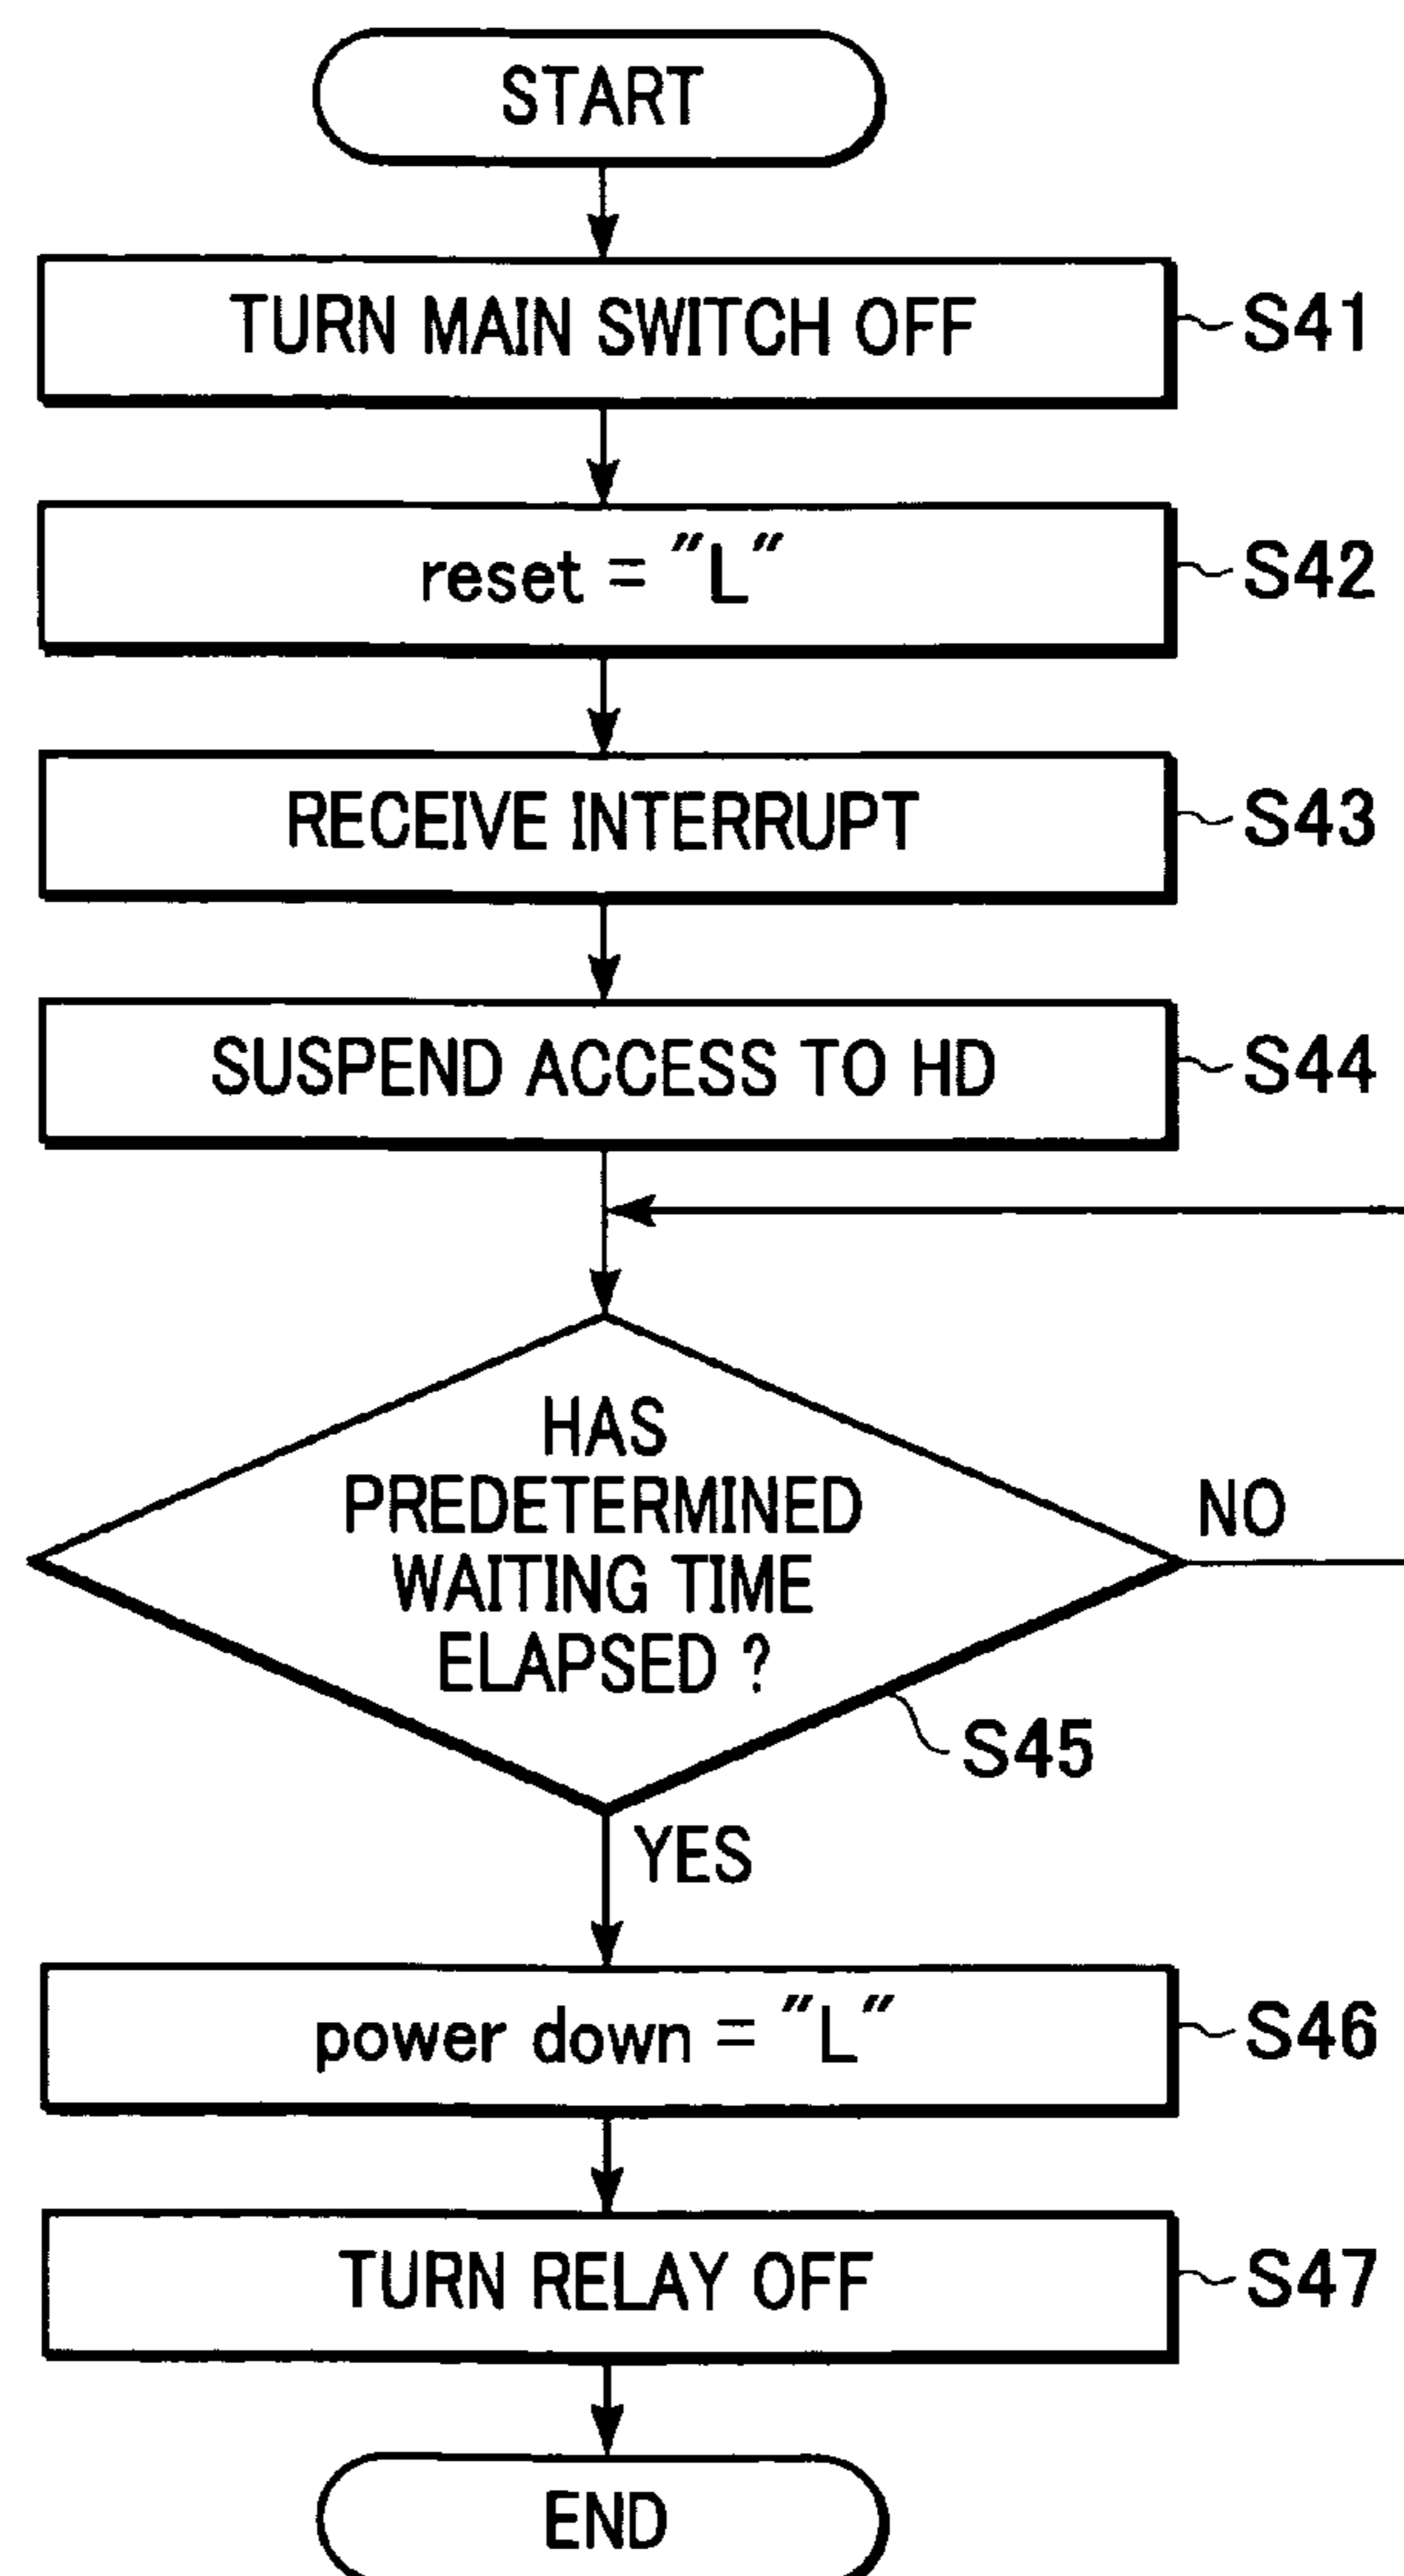 START
TURN MAIN SWITCH OFF
S41
reset = "L"
S42
RECEIVE INTERRUPT
S43
SUSPEND ACCESS TO HD
S44
HAS
PREDETERMINED
WAITING TIME
ELAPSED ?
NO
S45
YES
power down = "L"
S46
TURN RELAY OFF
S47
END